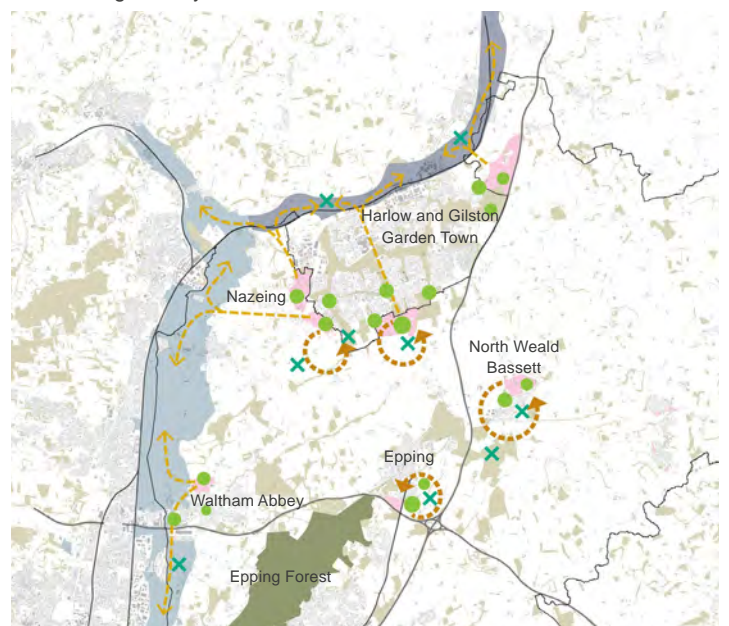 Harlow and Gilston
Garden Town
Nazeing
North Weald
Bassett
Epping
Waltham Abbey
Epping Forest